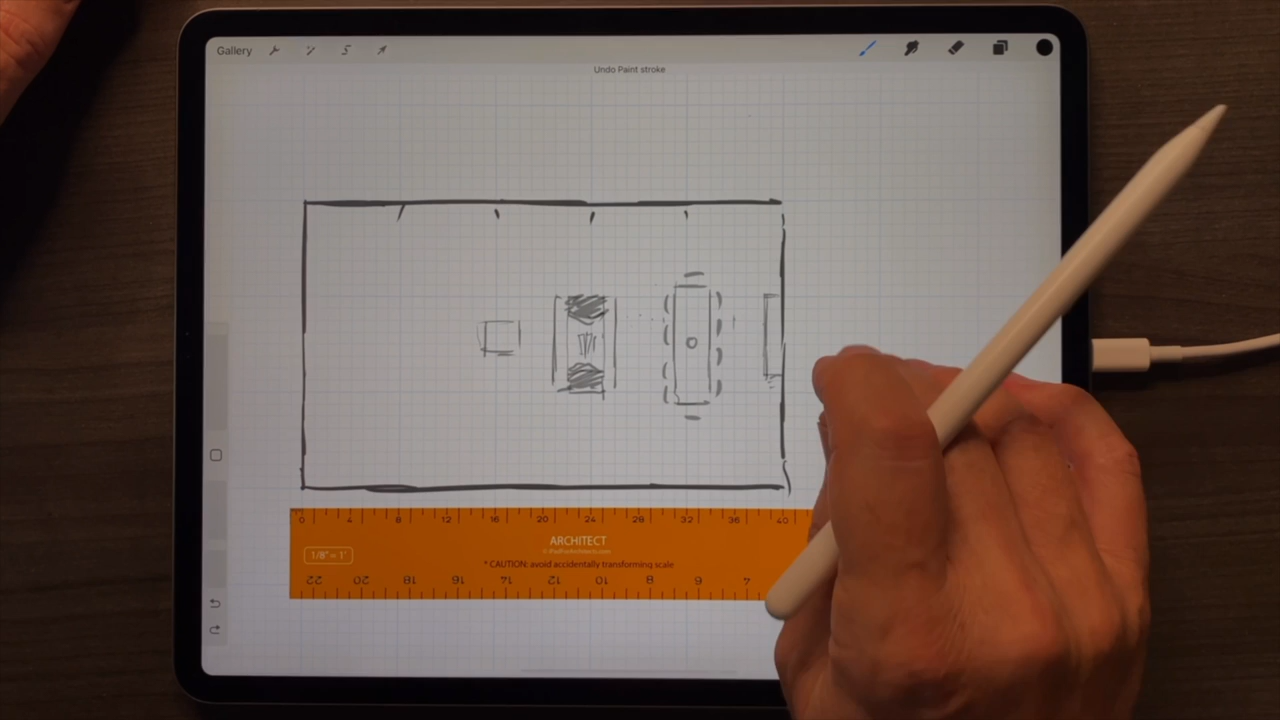 Gallery
Undo Paint stroke
0 4 8 12 16 20 24 28 32 36 40
ARCHITECT
1/8" = 1'
* CAUTION: avoid accidentally transforming scale
22 20 18 16 14 12 10 8 6 4